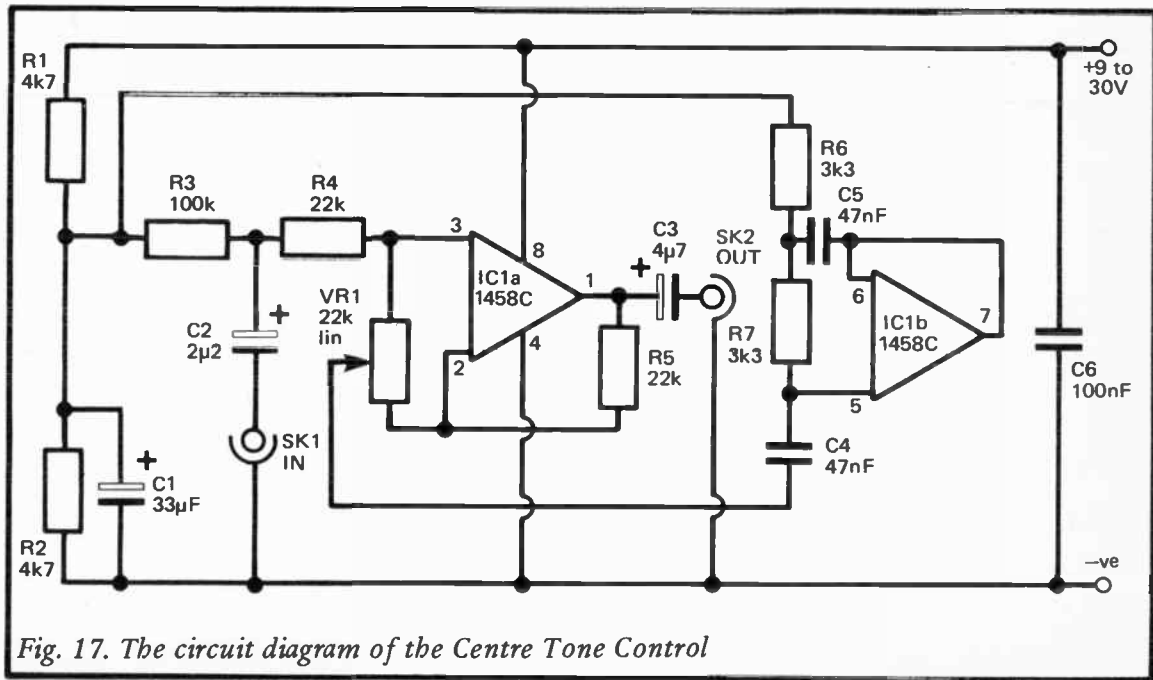 R1
4k7
+9 to
30V
R3
100k
R4
22k
R6
3k3
C5
47nF
3
8
IC1a
1458C
1
C3
4µ7
+
SK2
OUT
VR1
22k
lin
C2
2µ2
+
2
4
R5
22k
R7
3k3
6
IC1b
1458C
7
5
C6
100nF
SK1
IN
C4
47nF
+
C1
33µF
R2
4k7
–ve
Fig. 17. The circuit diagram of the Centre Tone Control